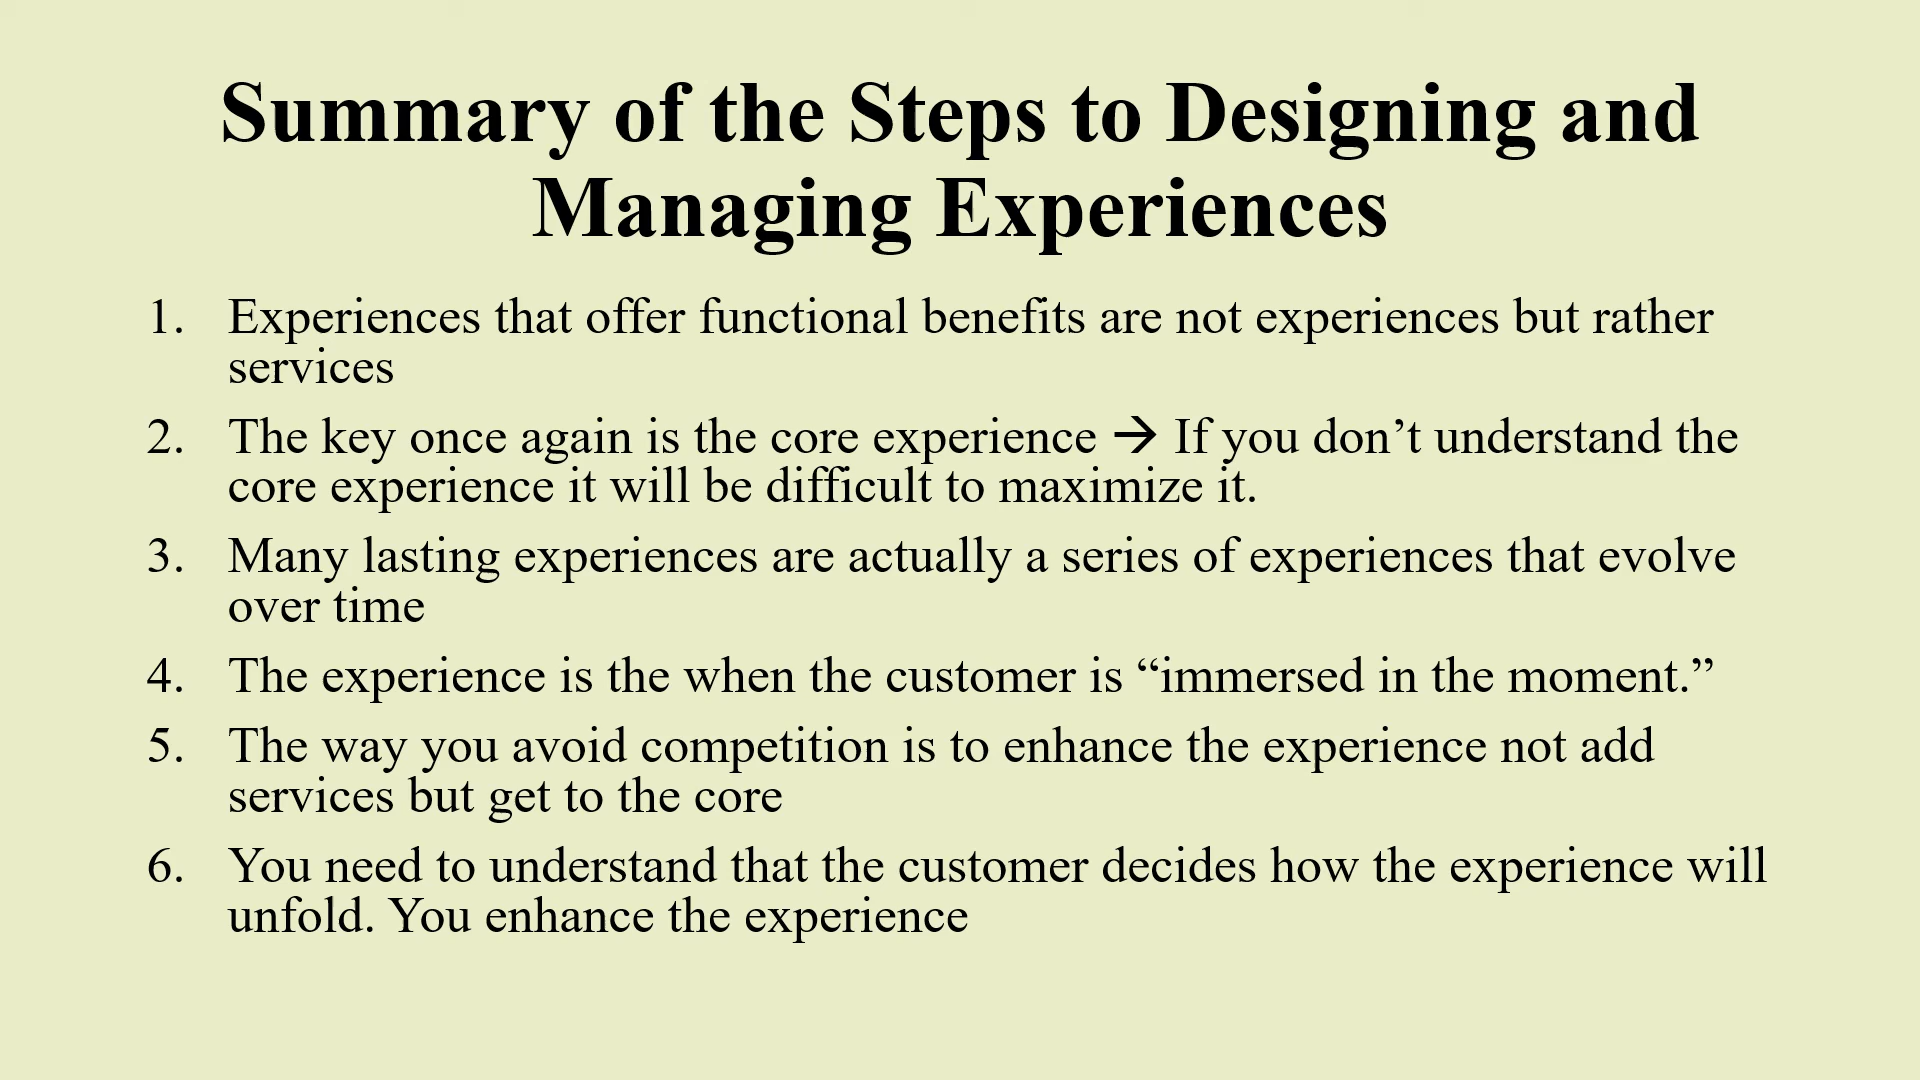 Summary of the Steps to Designing and
Managing Experiences
1. Experiences that offer functional benefits are not experiences but rather
services
2. The key once again is the core experience → If you don’t understand the
core experience it will be difficult to maximize it.
3. Many lasting experiences are actually a series of experiences that evolve
over time
4. The experience is the when the customer is “immersed in the moment.”
5. The way you avoid competition is to enhance the experience not add
services but get to the core
6. You need to understand that the customer decides how the experience will
unfold. You enhance the experience